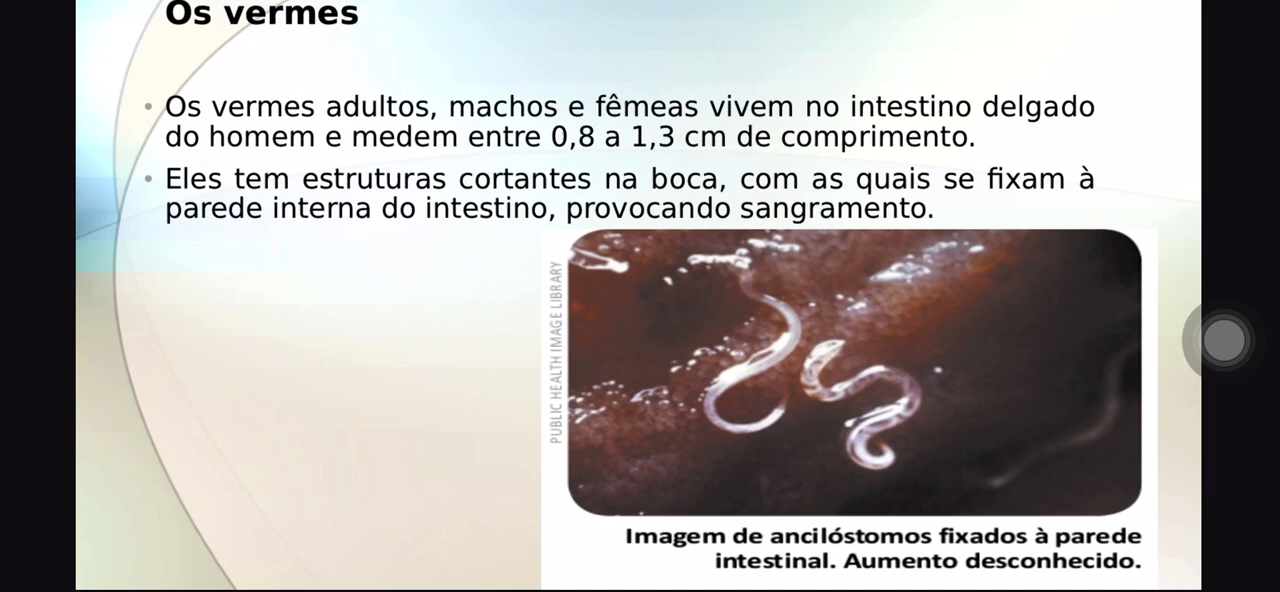 Os vermes
• Os vermes adultos, machos e fêmeas vivem no intestino delgado
do homem e medem entre 0,8 a 1,3 cm de comprimento.
• Eles tem estruturas cortantes na boca, com as quais se fixam à
parede interna do intestino, provocando sangramento.
PUBLIC HEALTH IMAGE LIBRARY
Imagem de ancilóstomos fixados à parede
intestinal. Aumento desconhecido.